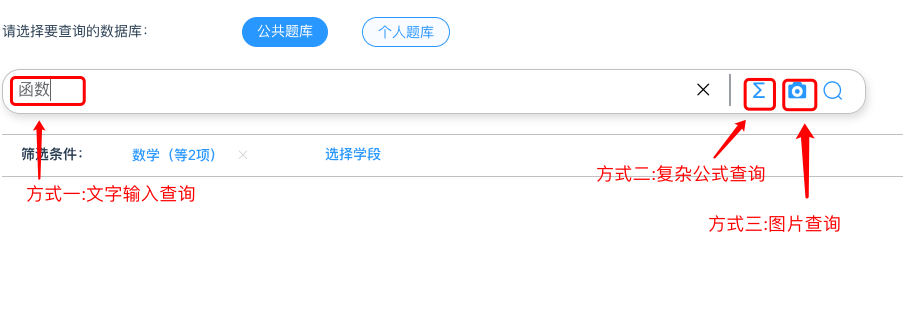 请选择要查询的数据库： 公共题库 个人题库
函数
筛选条件： 数学（等2项） 选择学段
方式一:文字输入查询
方式二:复杂公式查询
方式三:图片查询